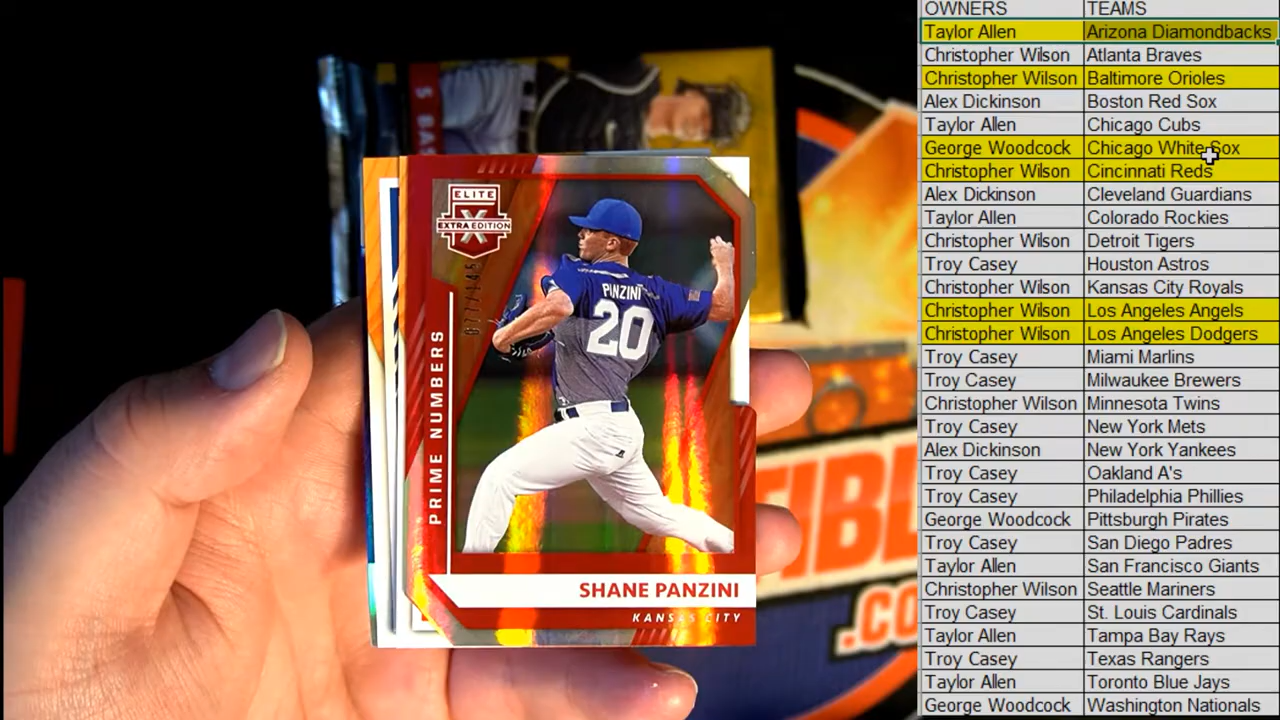 S BAS
ELITE
X
EXTRA EDITION
077/145
PANZINI
20
PRIME NUMBERS
SHANE PANZINI
KANSAS CITY
FIBL
.CO
OWNERS TEAMS
Taylor Allen Arizona Diamondbacks
Christopher Wilson Atlanta Braves
Christopher Wilson Baltimore Orioles
Alex Dickinson Boston Red Sox
Taylor Allen Chicago Cubs
George Woodcock Chicago White Sox
Christopher Wilson Cincinnati Reds
Alex Dickinson Cleveland Guardians
Taylor Allen Colorado Rockies
Christopher Wilson Detroit Tigers
Troy Casey Houston Astros
Christopher Wilson Kansas City Royals
Christopher Wilson Los Angeles Angels
Christopher Wilson Los Angeles Dodgers
Troy Casey Miami Marlins
Troy Casey Milwaukee Brewers
Christopher Wilson Minnesota Twins
Troy Casey New York Mets
Alex Dickinson New York Yankees
Troy Casey Oakland A's
Troy Casey Philadelphia Phillies
George Woodcock Pittsburgh Pirates
Troy Casey San Diego Padres
Taylor Allen San Francisco Giants
Christopher Wilson Seattle Mariners
Troy Casey St. Louis Cardinals
Taylor Allen Tampa Bay Rays
Troy Casey Texas Rangers
Taylor Allen Toronto Blue Jays
George Woodcock Washington Nationals